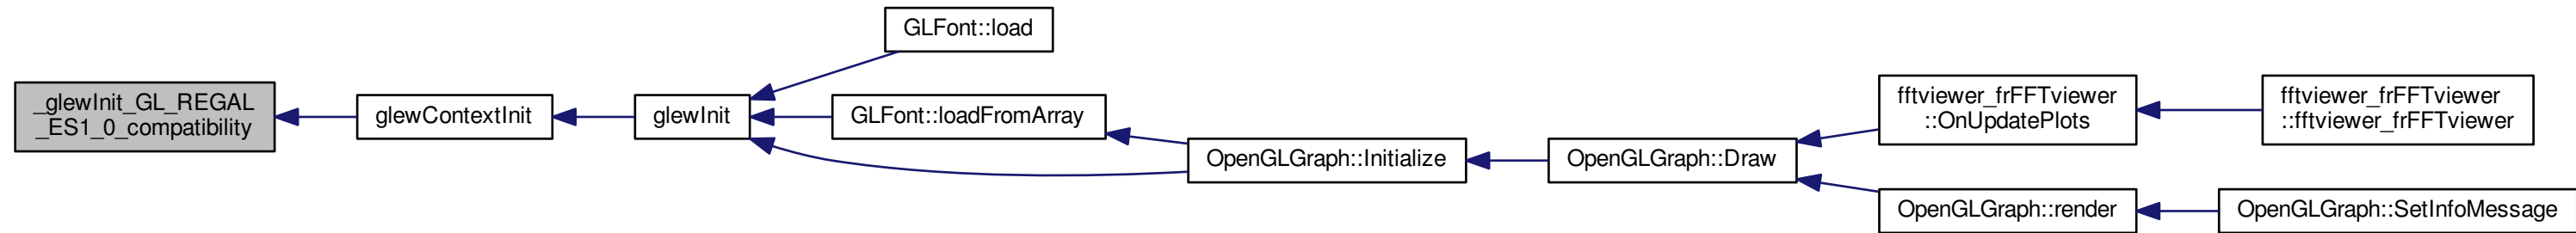 _glewInit_GL_REGAL
_ES1_0_compatibility
glewContextInit
glewInit
GLFont::load
GLFont::loadFromArray
OpenGLGraph::Initialize
OpenGLGraph::Draw
fftviewer_frFFTviewer
::OnUpdatePlots
fftviewer_frFFTviewer
::fftviewer_frFFTviewer
OpenGLGraph::render
OpenGLGraph::SetInfoMessage